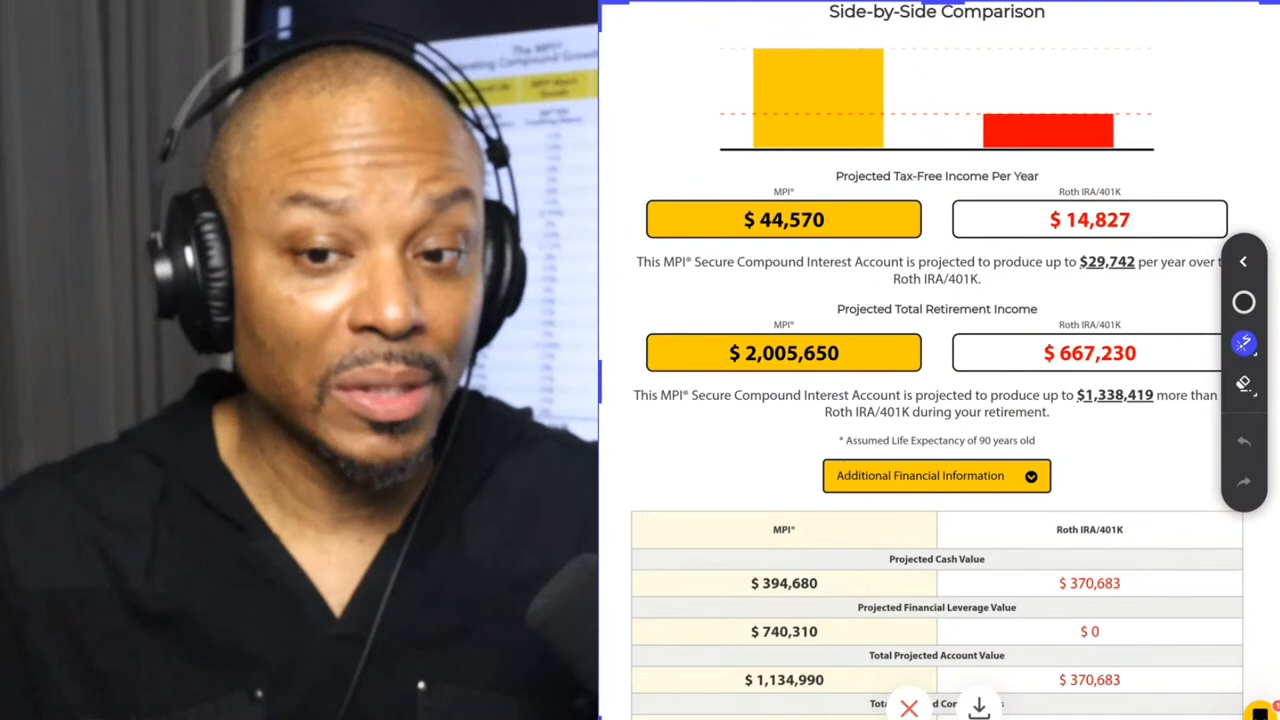 The MPI®
Side-by-Side Comparison
Projected Tax-Free Income Per Year
MPI® Roth IRA/401K
$ 44,570 $ 14,827
This MPI® Secure Compound Interest Account is projected to produce up to $29,742 per year over
Roth IRA/401K.
Projected Total Retirement Income
MPI® Roth IRA/401K
$ 2,005,650 $ 667,230
This MPI® Secure Compound Interest Account is projected to produce up to $1,338,419 more than
Roth IRA/401K during your retirement.
* Assumed Life Expectancy of 90 years old
Additional Financial Information
MPI® Roth IRA/401K
Projected Cash Value
$ 394,680 $ 370,683
Projected Financial Leverage Value
$ 740,310 $ 0
Total Projected Account Value
$ 1,134,990 $ 370,683